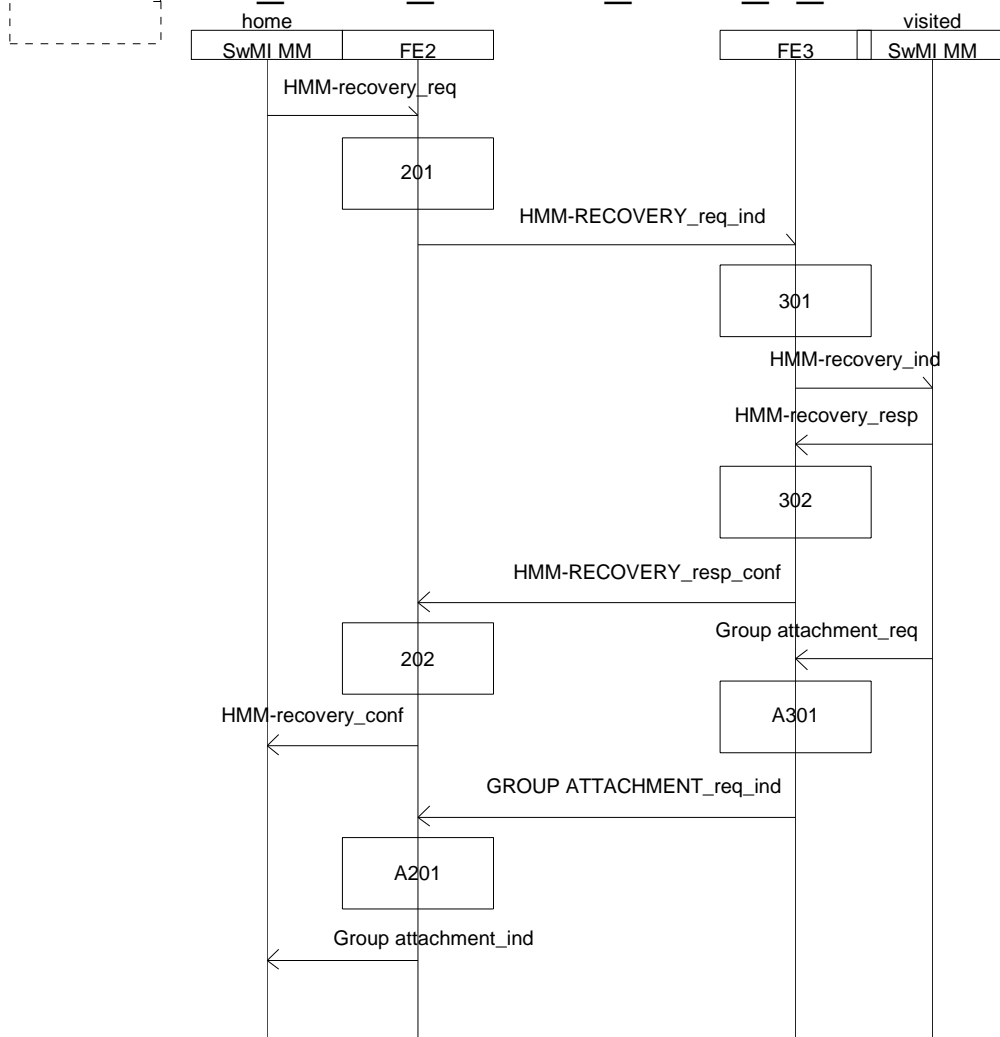 home
visited
SwMI MM
FE2
FE3
SwMI MM
HMM-recovery_req
201
HMM-RECOVERY_req_ind
301
HMM-recovery_ind
HMM-recovery_resp
302
HMM-RECOVERY_resp_conf
Group attachment_req
202
HMM-recovery_conf
A301
GROUP ATTACHMENT_req_ind
A201
Group attachment_ind